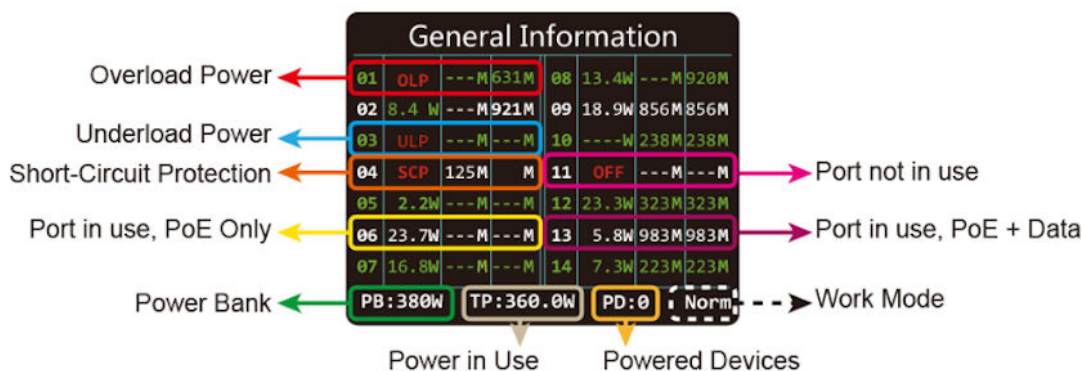 General Information
Overload Power
01 OLP ---M 631M 08 13.4W ---M 920M
02 8.4 W ---M 921M 09 18.9W 856M 856M
Underload Power
03 ULP ---M ---M 10 ----W 238M 238M
Short-Circuit Protection
04 SCP 125M M 11 OFF ---M ---M
Port not in use
05 2.2W ---M ---M 12 23.3W 323M 323M
Port in use, PoE Only
06 23.7W ---M ---M 13 5.8W 983M 983M
Port in use, PoE + Data
07 16.8W ---M ---M 14 7.3W 223M 223M
Power Bank
PB:380W TP:360.0W PD:0 Norm
Work Mode
Power in Use
Powered Devices